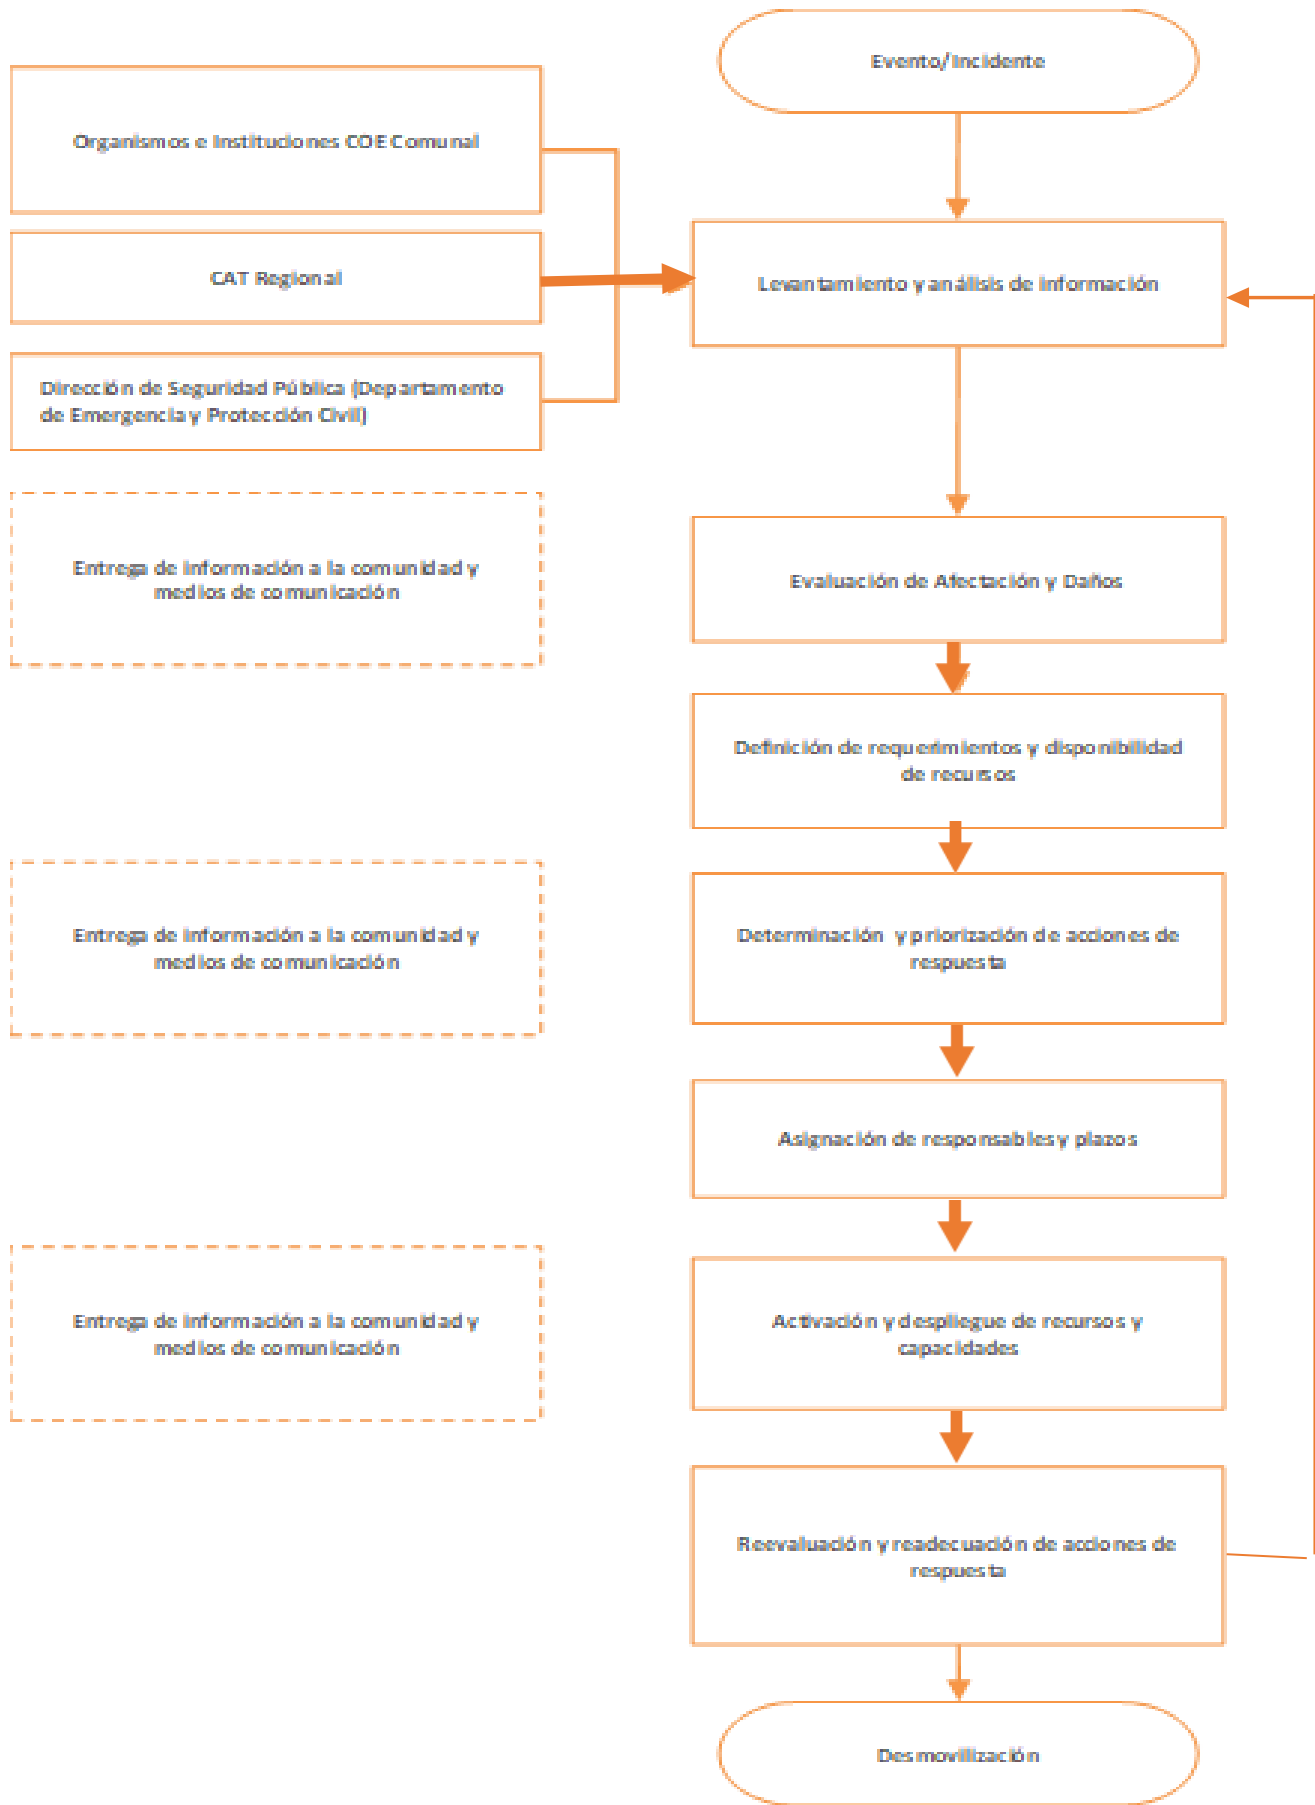 Evento/Incidente
Organismos e Instituciones COE Comunal
CAT Regional
Levantamiento y análisis de información
Dirección de Seguridad Pública (Departamento
de Emergencia y Protección Civil)
Entrega de información a la comunidad y
medios de comunicación
Evaluación de Afectación y Daños
Definición de requerimientos y disponibilidad
de recursos
Entrega de información a la comunidad y
medios de comunicación
Determinación y priorización de acciones de
respuesta
Asignación de responsables y plazos
Entrega de información a la comunidad y
medios de comunicación
Activación y despliegue de recursos y
capacidades
Reevaluación y readecuación de acciones de
respuesta
Desmovilización